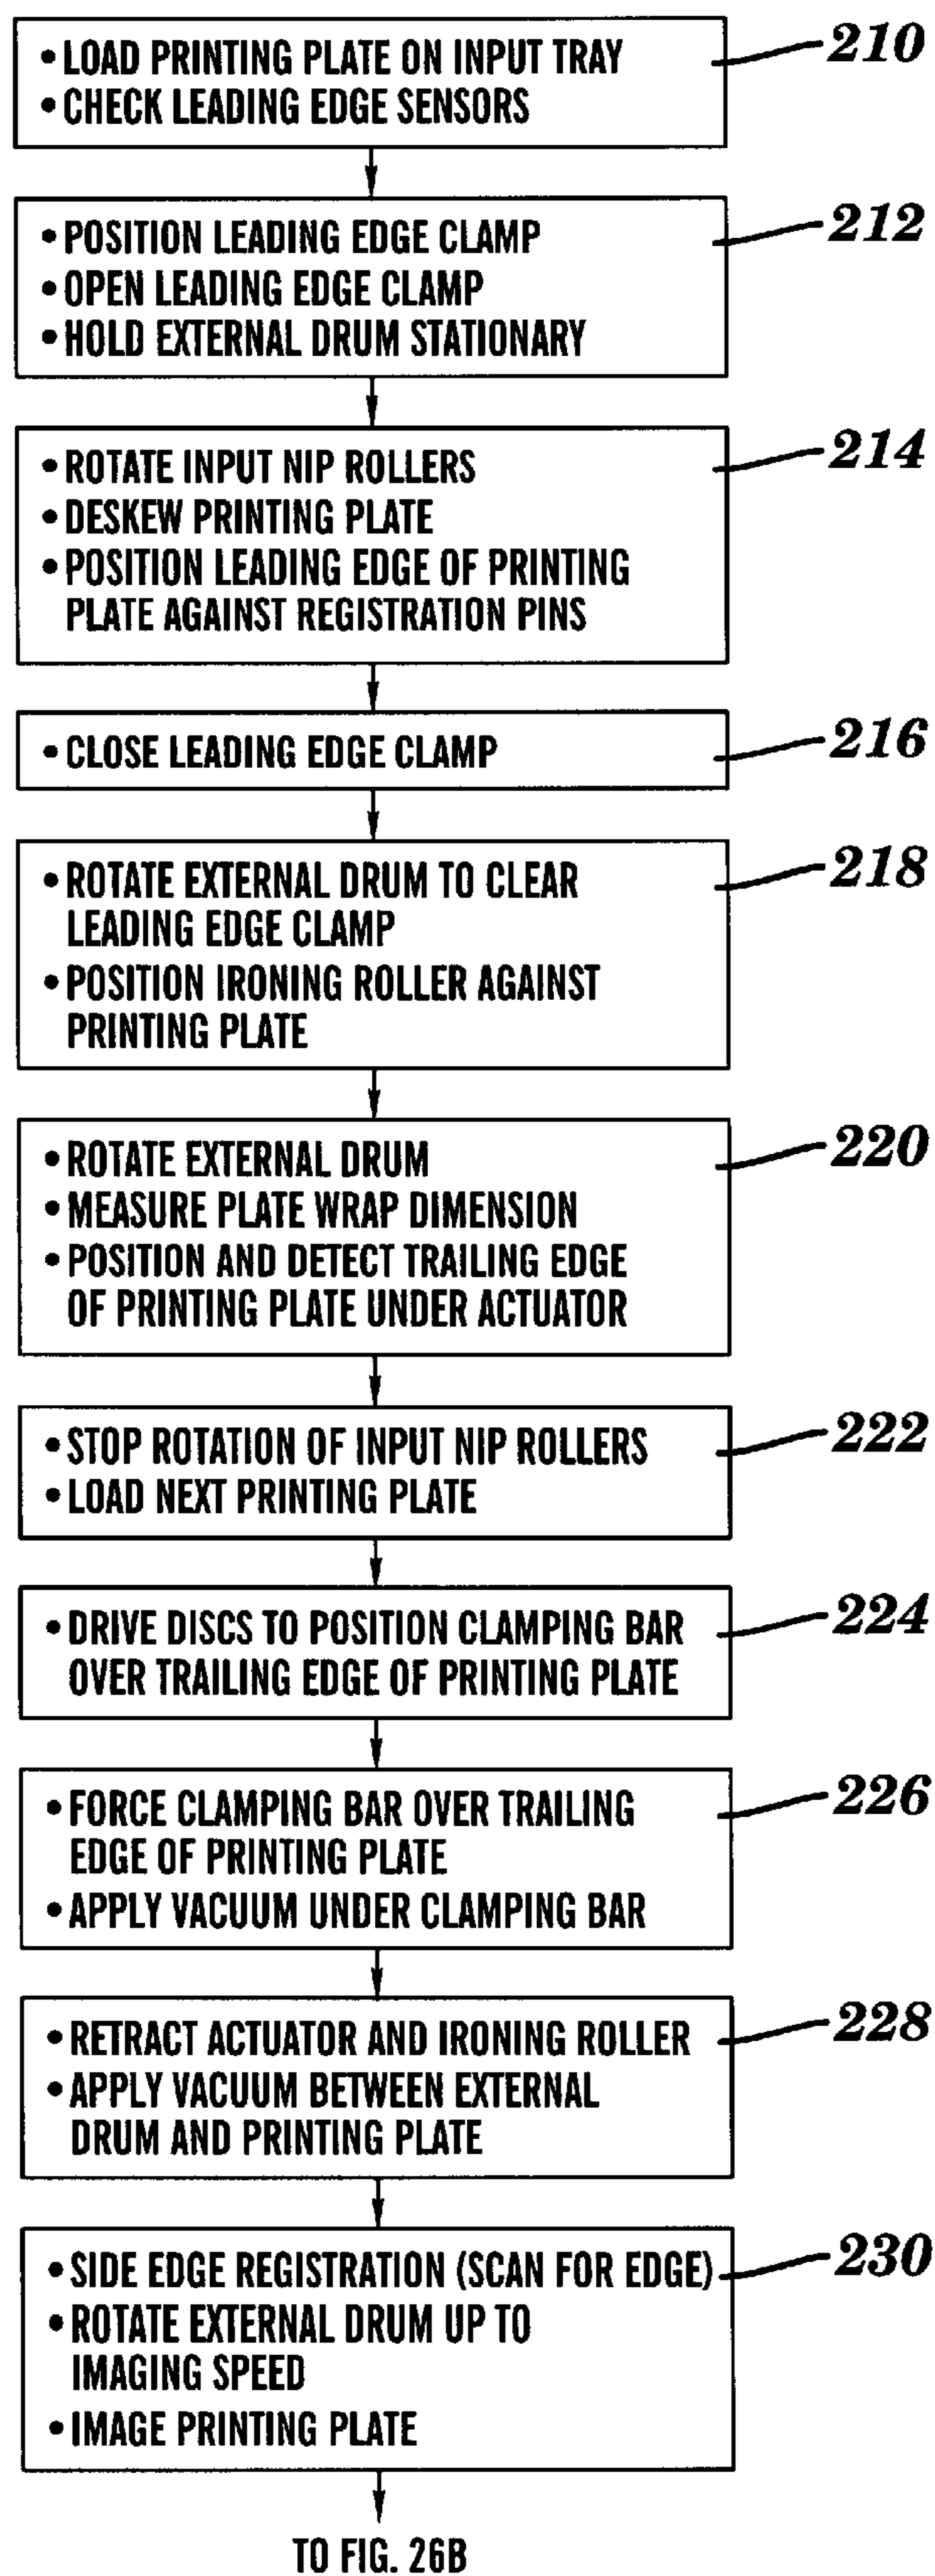 • LOAD PRINTING PLATE ON INPUT TRAY
• CHECK LEADING EDGE SENSORS
210
• POSITION LEADING EDGE CLAMP
• OPEN LEADING EDGE CLAMP
• HOLD EXTERNAL DRUM STATIONARY
212
• ROTATE INPUT NIP ROLLERS
• DESKEW PRINTING PLATE
• POSITION LEADING EDGE OF PRINTING
PLATE AGAINST REGISTRATION PINS
214
• CLOSE LEADING EDGE CLAMP
216
• ROTATE EXTERNAL DRUM TO CLEAR
LEADING EDGE CLAMP
• POSITION IRONING ROLLER AGAINST
PRINTING PLATE
218
• ROTATE EXTERNAL DRUM
• MEASURE PLATE WRAP DIMENSION
• POSITION AND DETECT TRAILING EDGE
OF PRINTING PLATE UNDER ACTUATOR
220
• STOP ROTATION OF INPUT NIP ROLLERS
• LOAD NEXT PRINTING PLATE
222
• DRIVE DISCS TO POSITION CLAMPING BAR
OVER TRAILING EDGE OF PRINTING PLATE
224
• FORCE CLAMPING BAR OVER TRAILING
EDGE OF PRINTING PLATE
• APPLY VACUUM UNDER CLAMPING BAR
226
• RETRACT ACTUATOR AND IRONING ROLLER
• APPLY VACUUM BETWEEN EXTERNAL
DRUM AND PRINTING PLATE
228
• SIDE EDGE REGISTRATION (SCAN FOR EDGE)
• ROTATE EXTERNAL DRUM UP TO
IMAGING SPEED
• IMAGE PRINTING PLATE
230
TO FIG. 26B